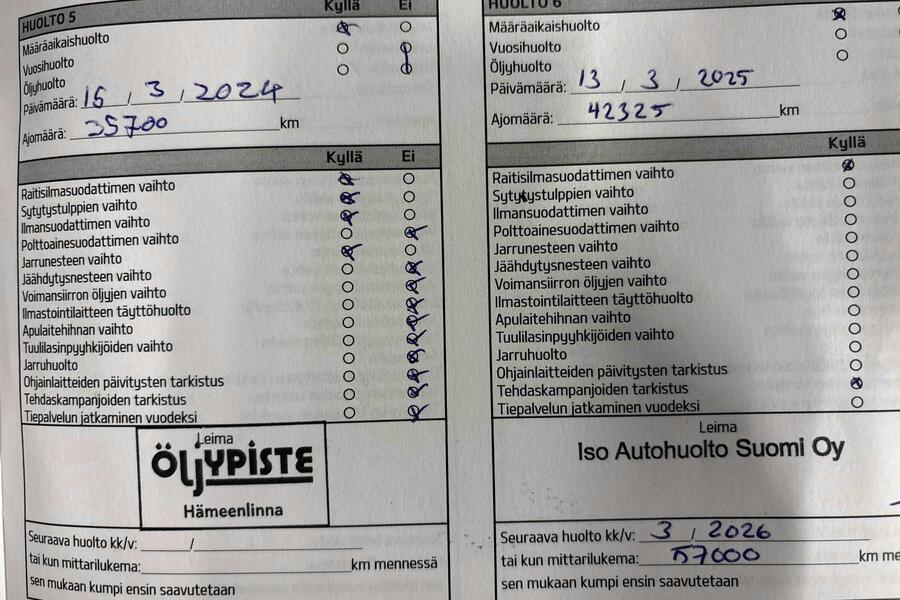 HUOLTO 5 Kyllä Ei
Määräaikaishuolto
Vuosihuolto
Öljyhuolto
Päivämäärä: 15 / 3 / 2024
Ajomäärä: 35700 km
Kyllä Ei
Raitisilmasuodattimen vaihto
Sytytystulppien vaihto
Ilmansuodattimen vaihto
Polttoainesuodattimen vaihto
Jarrunesteen vaihto
Jäähdytysnesteen vaihto
Voimansiirron öljyjen vaihto
Ilmastointilaitteen täyttöhuolto
Apulaitehihnan vaihto
Tuulilasinpyyhkijöiden vaihto
Jarruhuolto
Ohjainlaitteiden päivitysten tarkistus
Tehdaskampanjoiden tarkistus
Tiepalvelun jatkaminen vuodeksi
Leima
ÖLJYPISTE
Hämeenlinna
Seuraava huolto kk/v: /
tai kun mittarilukema: km mennessä
sen mukaan kumpi ensin saavutetaan
HUOLTO 6 Kyllä
Määräaikaishuolto
Vuosihuolto
Öljyhuolto
Päivämäärä: 13 / 3 / 2025
Ajomäärä: 42325 km
Kyllä
Raitisilmasuodattimen vaihto
Sytytystulppien vaihto
Ilmansuodattimen vaihto
Polttoainesuodattimen vaihto
Jarrunesteen vaihto
Jäähdytysnesteen vaihto
Voimansiirron öljyjen vaihto
Ilmastointilaitteen täyttöhuolto
Apulaitehihnan vaihto
Tuulilasinpyyhkijöiden vaihto
Jarruhuolto
Ohjainlaitteiden päivitysten tarkistus
Tehdaskampanjoiden tarkistus
Tiepalvelun jatkaminen vuodeksi
Leima
Iso Autohuolto Suomi Oy
Seuraava huolto kk/v: 3 / 2026
tai kun mittarilukema: 57000 km me
sen mukaan kumpi ensin saavutetaan